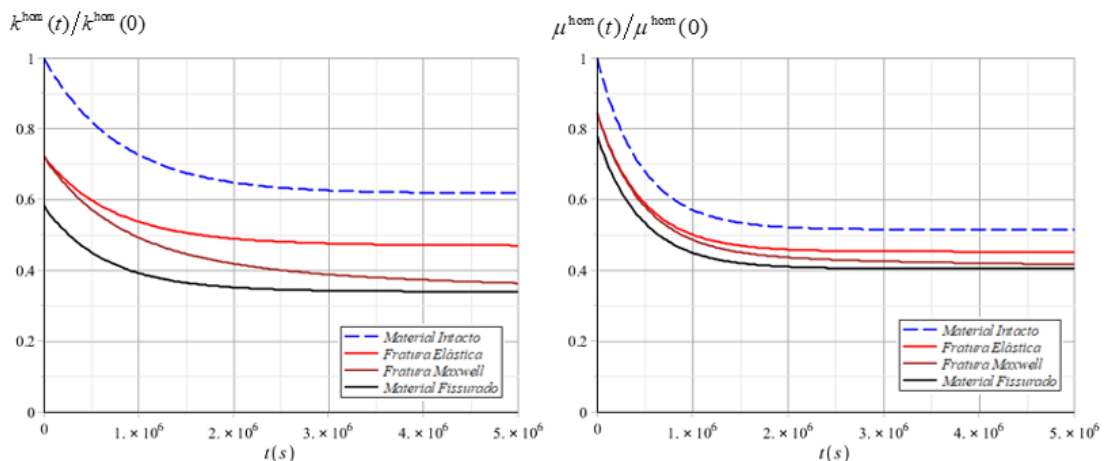 k^hom(t)/k^hom(0)
1
0.8
0.6
0.4
0.2
0
0
1. × 10^6
2. × 10^6
3. × 10^6
4. × 10^6
5. × 10^6
t(s)
Material Intacto
Fratura Elástica
Fratura Maxwell
Material Fissurado
μ^hom(t)/μ^hom(0)
1
0.8
0.6
0.4
0.2
0
0
1. × 10^6
2. × 10^6
3. × 10^6
4. × 10^6
5. × 10^6
t(s)
Material Intacto
Fratura Elástica
Fratura Maxwell
Material Fissurado